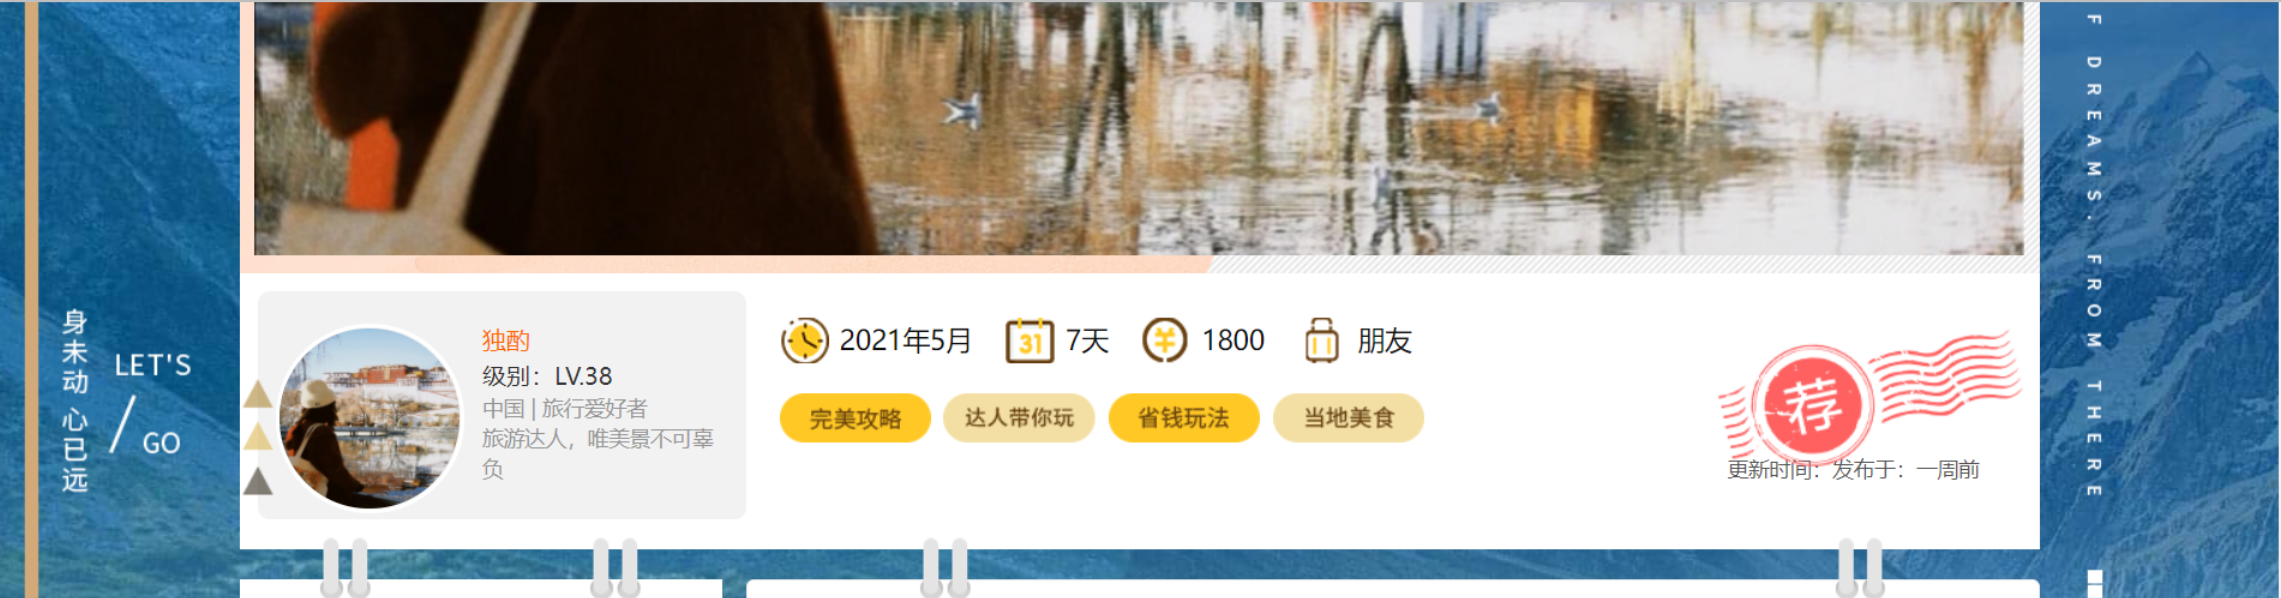 身未动 心已远
LET'S
/ GO
独酌
级别：LV.38
中国 | 旅行爱好者
旅游达人，唯美景不可辜
负
2021年5月
31
7天
1800
朋友
完美攻略
达人带你玩
省钱玩法
当地美食
荐
更新时间：发布于：一周前
F DREAMS. FROM THERE